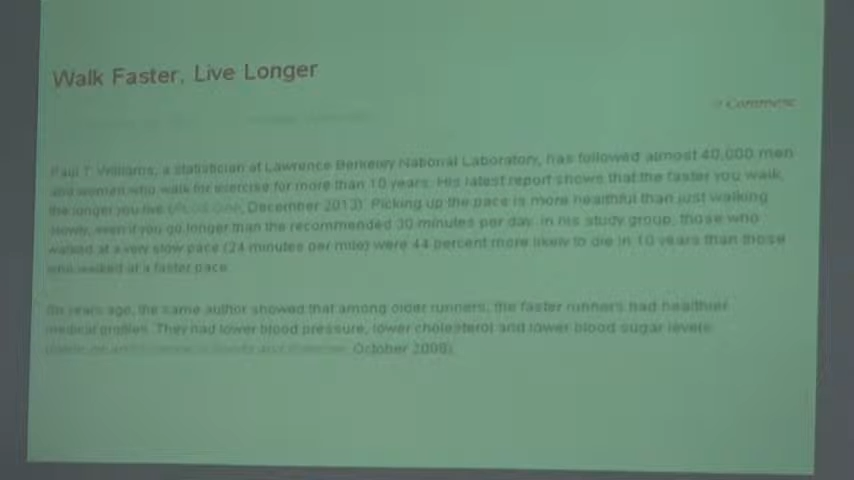 Walk Faster, Live Longer
Comment
Paul T. Williams, a statistician at Lawrence Berkeley National Laboratory, has followed almost 40,000 men
and women who walk for exercise for more than 10 years. His latest report shows that the faster you walk,
the longer you live (PLoS One, December 2013). Picking up the pace is more healthful than just walking
slowly, even if you go longer than the recommended 30 minutes per day. In his study group, those who
walked at a very slow pace (24 minutes per mile) were 44 percent more likely to die in 10 years than those
who walked at a faster pace.
years ago, the same author showed that among older runners, the faster runners had healthier
medical profiles. They had lower blood pressure, lower cholesterol and lower blood sugar levels
October 2008).